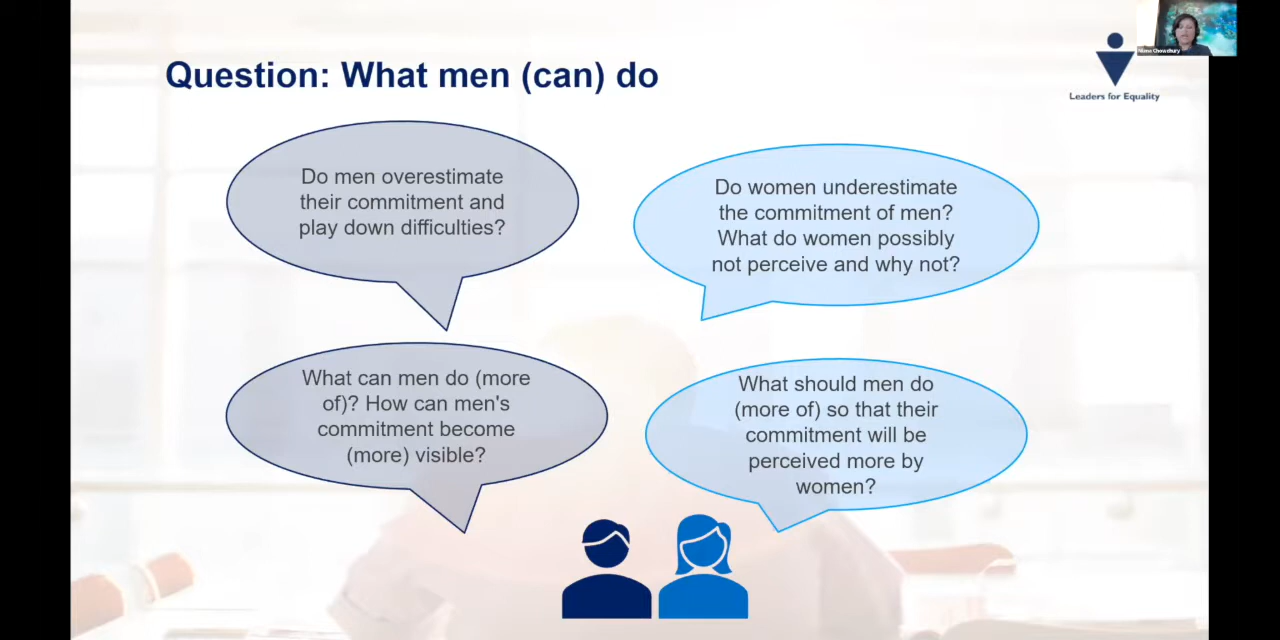 Question: What men (can) do
Chowdhury
Leaders for Equality
Do men overestimate
their commitment and
play down difficulties?
Do women underestimate
the commitment of men?
What do women possibly
not perceive and why not?
What can men do (more
of)? How can men's
commitment become
(more) visible?
What should men do
(more of) so that their
commitment will be
perceived more by
women?